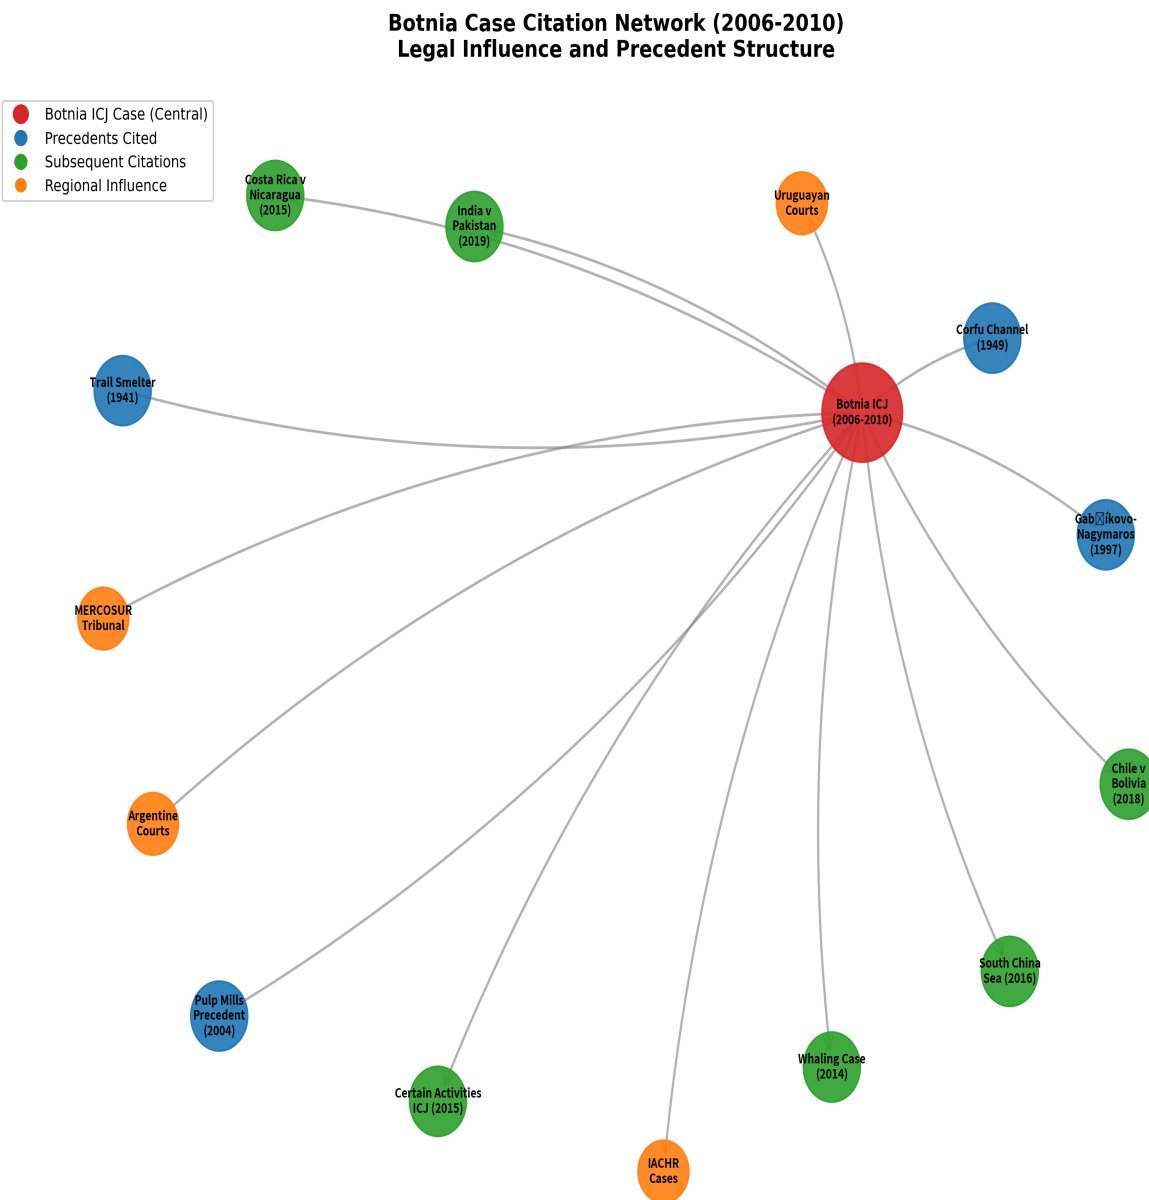 Botnia Case Citation Network (2006-2010)
Legal Influence and Precedent Structure
Botnia ICJ Case (Central)
Precedents Cited
Subsequent Citations
Regional Influence
Costa Rica v
Nicaragua
(2015)
India v
Pakistan
(2019)
Uruguayan
Courts
Corfu Channel
(1949)
Trail Smelter
(1941)
Botnia ICJ
(2006-2010)
Gab□íkovo-
Nagymaros
(1997)
MERCOSUR
Tribunal
Chile v
Bolivia
(2018)
Argentine
Courts
South China
Sea (2016)
Pulp Mills
Precedent
(2004)
Whaling Case
(2014)
Certain Activities
ICJ (2015)
IACHR
Cases